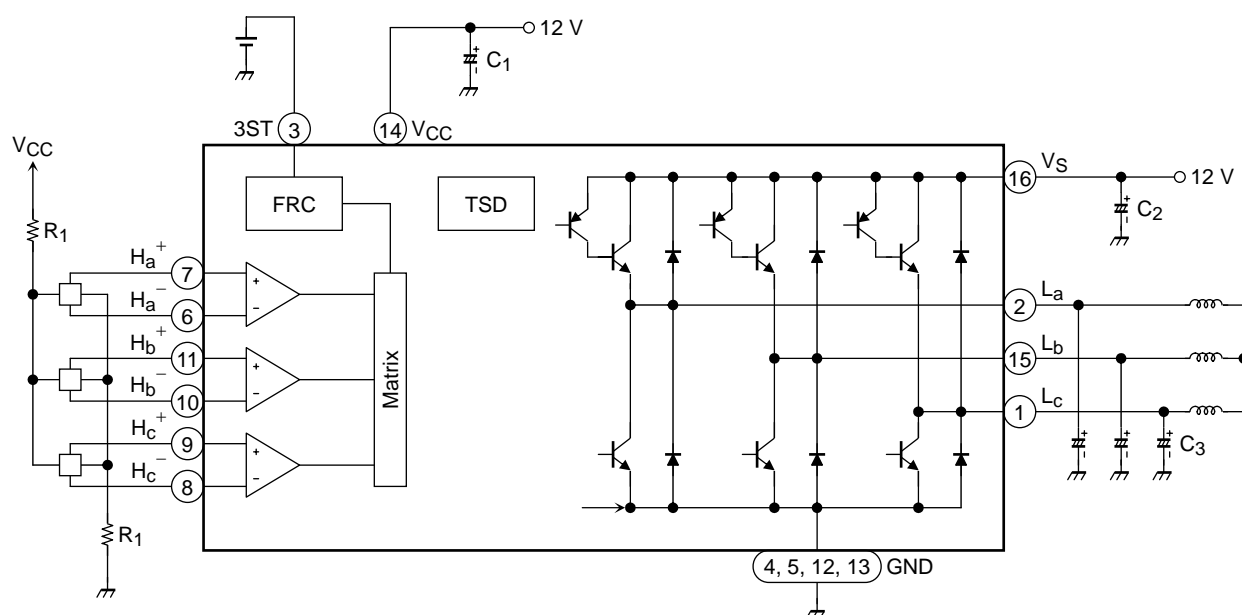 12 V
+
-
C1
3ST
3
14
VCC
VCC
VS
16
12 V
FRC
TSD
+
-
C2
R1
Ha+
7
+
-
Ha-
6
La
2
Hb+
11
+
-
Hb-
10
Lb
15
Matrix
Lc
1
Hc+
9
+
-
Hc-
8
+
-
+
-
+
-
C3
R1
4, 5, 12, 13
GND